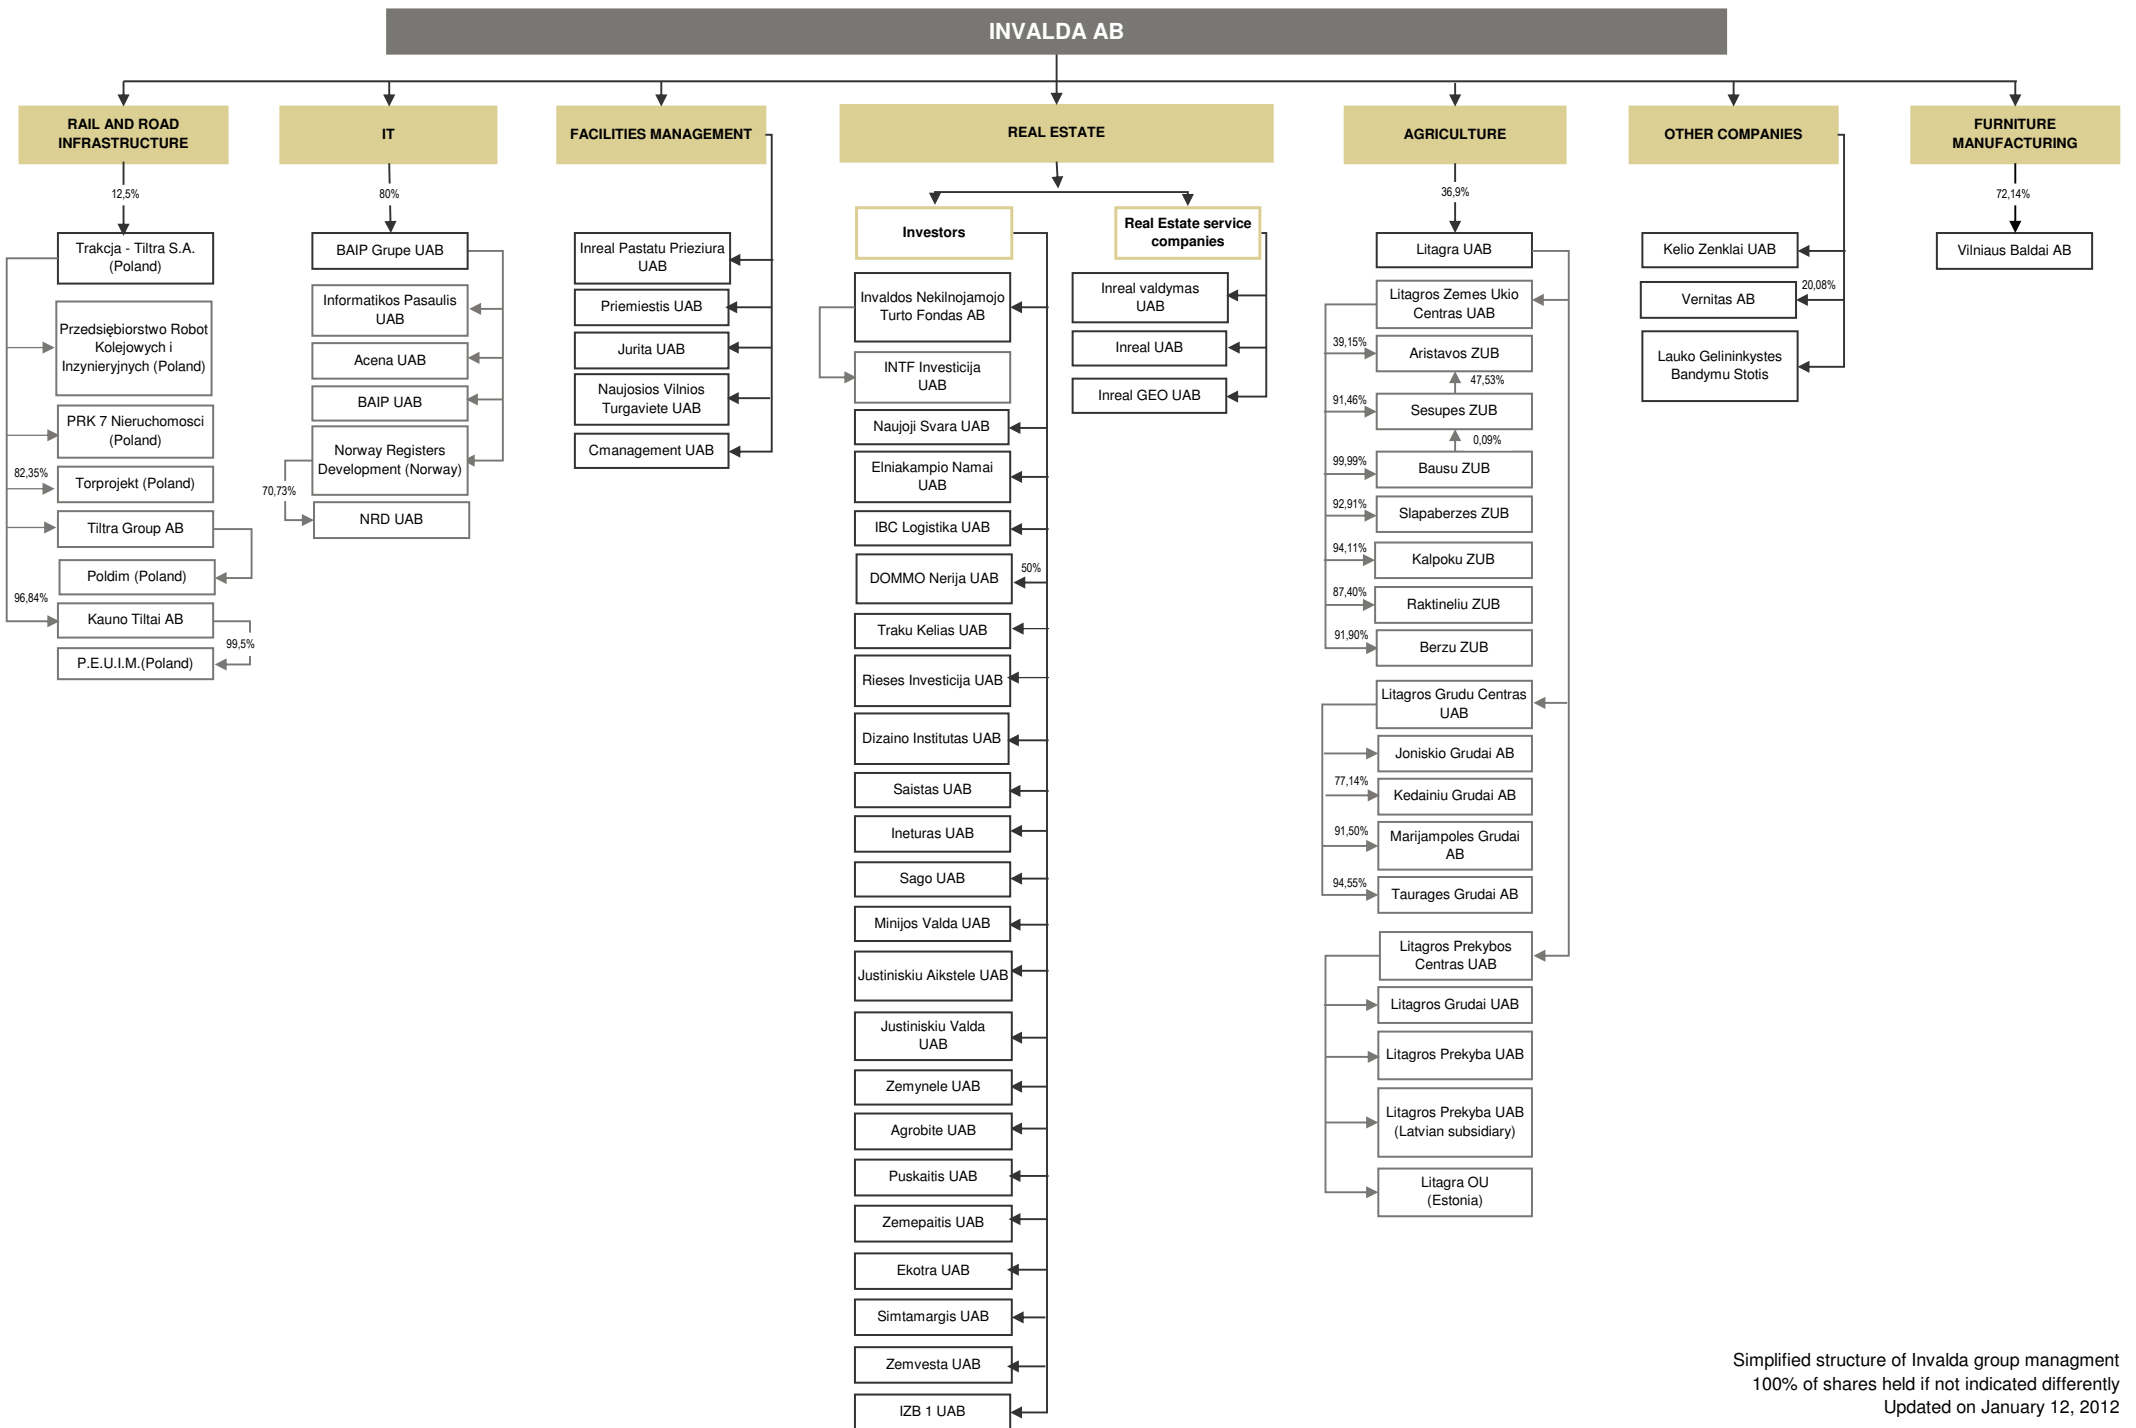 INVALDA AB
RAIL AND ROAD
INFRASTRUCTURE
12,5%
Trakcja - Tiltra S.A.
(Poland)
Przedsiębiorstwo Robot
Kolejowych i
Inzynieryjnych (Poland)
PRK 7 Nieruchomosci
(Poland)
82,35%
Torprojekt (Poland)
Tiltra Group AB
Poldim (Poland)
96,84%
Kauno Tiltai AB
99,5%
P.E.U.I.M.(Poland)
IT
80%
BAIP Grupe UAB
Informatikos Pasaulis
UAB
Acena UAB
BAIP UAB
Norway Registers
Development (Norway)
70,73%
NRD UAB
FACILITIES MANAGEMENT
Inreal Pastatu Prieziura
UAB
Priemiestis UAB
Jurita UAB
Naujosios Vilnios
Turgaviete UAB
Cmanagement UAB
REAL ESTATE
Investors
Invaldos Nekilnojamojo
Turto Fondas AB
INTF Investicija
UAB
Naujoji Svara UAB
Elniakampio Namai
UAB
IBC Logistika UAB
DOMMO Nerija UAB
50%
Traku Kelias UAB
Rieses Investicija UAB
Dizaino Institutas UAB
Saistas UAB
Ineturas UAB
Sago UAB
Minijos Valda UAB
Justiniskiu Aikstele UAB
Justiniskiu Valda
UAB
Zemynele UAB
Agrobite UAB
Puskaitis UAB
Zemepaitis UAB
Ekotra UAB
Simtamargis UAB
Zemvesta UAB
IZB 1 UAB
Real Estate service
companies
Inreal valdymas
UAB
Inreal UAB
Inreal GEO UAB
AGRICULTURE
36,9%
Litagra UAB
Litagros Zemes Ukio
Centras UAB
39,15%
Aristavos ZUB
47,53%
91,46%
Sesupes ZUB
0,09%
99,99%
Bausu ZUB
92,91%
Slapaberzes ZUB
94,11%
Kalpoku ZUB
87,40%
Raktineliu ZUB
91,90%
Berzu ZUB
Litagros Grudu Centras
UAB
Joniskio Grudai AB
77,14%
Kedainiu Grudai AB
91,50%
Marijampoles Grudai
AB
94,55%
Taurages Grudai AB
Litagros Prekybos
Centras UAB
Litagros Grudai UAB
Litagros Prekyba UAB
Litagros Prekyba UAB
(Latvian subsidiary)
Litagra OU
(Estonia)
OTHER COMPANIES
Kelio Zenklai UAB
20,08%
Vernitas AB
Lauko Gelininkystes
Bandymu Stotis
FURNITURE
MANUFACTURING
72,14%
Vilniaus Baldai AB
Simplified structure of Invalda group managment
100% of shares held if not indicated differently
Updated on January 12, 2012